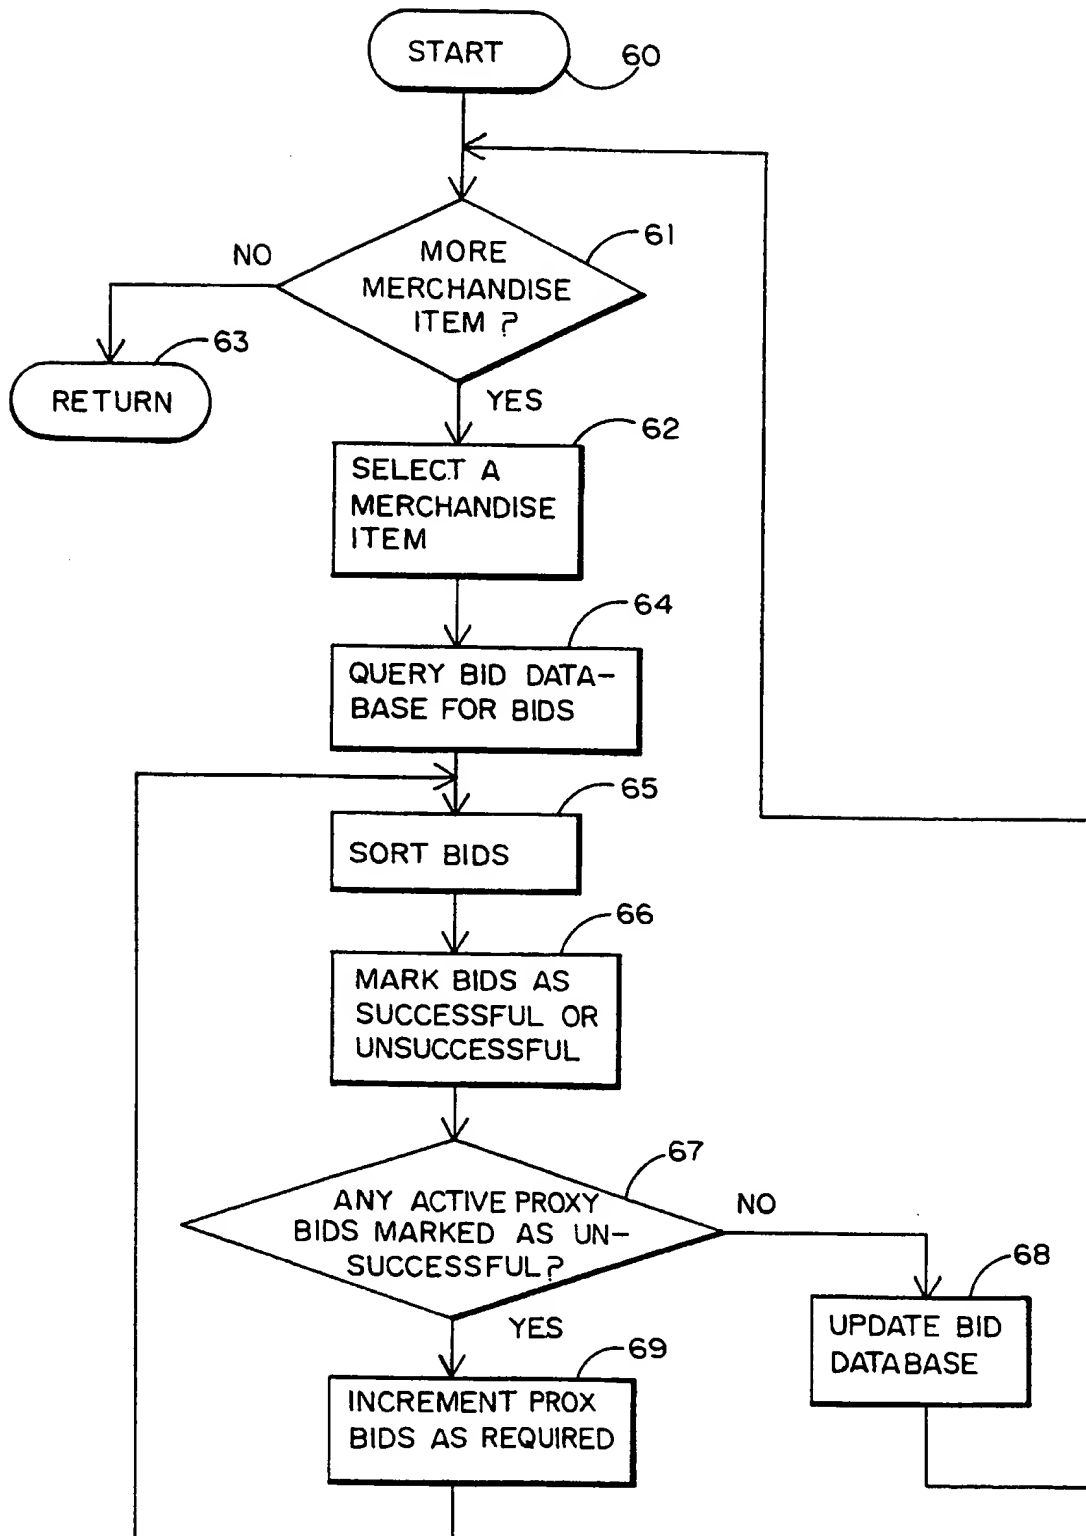 START
60
MORE
MERCHANDISE
ITEM ?
61
NO
63
RETURN
YES
62
SELECT A
MERCHANDISE
ITEM
64
QUERY BID DATA-
BASE FOR BIDS
65
SORT BIDS
66
MARK BIDS AS
SUCCESSFUL OR
UNSUCCESSFUL
67
ANY ACTIVE PROXY
BIDS MARKED AS UN-
SUCCESSFUL?
NO
68
UPDATE BID
DATABASE
YES
69
INCREMENT PROX
BIDS AS REQUIRED